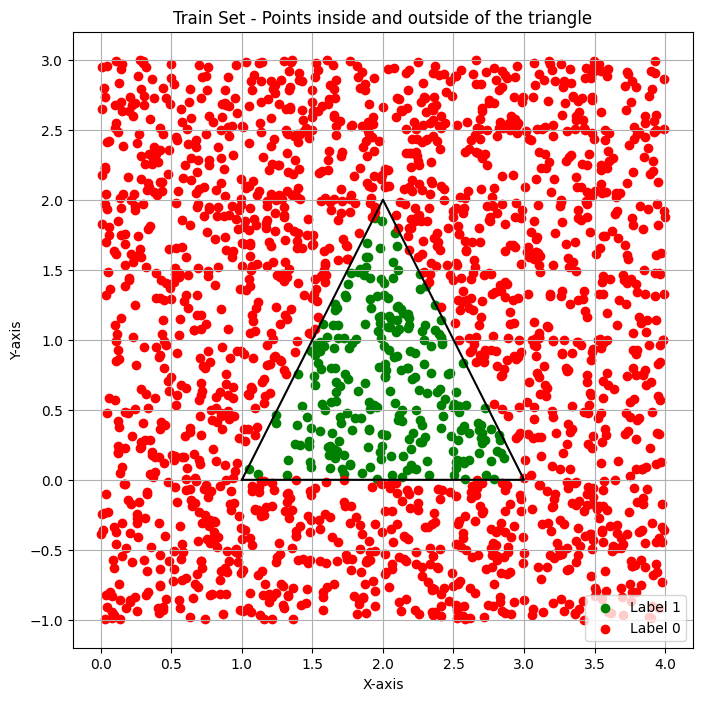 Train Set - Points inside and outside of the triangle
Y-axis
3.0
2.5
2.0
1.5
1.0
0.5
0.0
−0.5
−1.0
0.0 0.5 1.0 1.5 2.0 2.5 3.0 3.5 4.0
X-axis
Label 1
Label 0